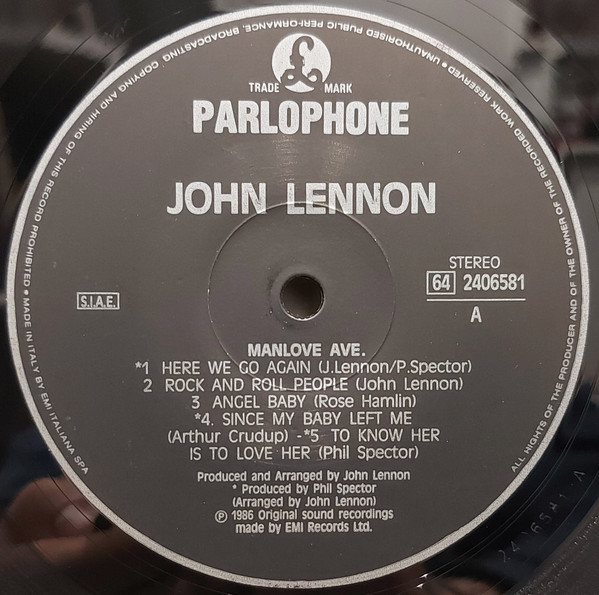 UNAUTHORISED PUBLIC PERFORMANCE, BROADCASTING COPYING AND HIRING OF THIS RECORD PROHIBITED ● MADE IN ITALY BY EMI ITALIANA SPA
ALL RIGHTS OF THE PRODUCER AND OF THE OWNER OF THE RECORDED WORK RESERVED ●
£
TRADE MARK
PARLOPHONE
JOHN LENNON
STEREO
64 2406581
A
S.I.A.E.
MANLOVE AVE.
*1 HERE WE GO AGAIN (J.Lennon/P.Spector)
2 ROCK AND ROLL PEOPLE (John Lennon)
3 ANGEL BABY (Rose Hamlin)
*4. SINCE MY BABY LEFT ME
(Arthur Crudup) -*5 TO KNOW HER
IS TO LOVE HER (Phil Spector)
Produced and Arranged by John Lennon
* Produced by Phil Spector
(Arranged by John Lennon)
℗ 1986 Original sound recordings
made by EMI Records Ltd.
2406581 A